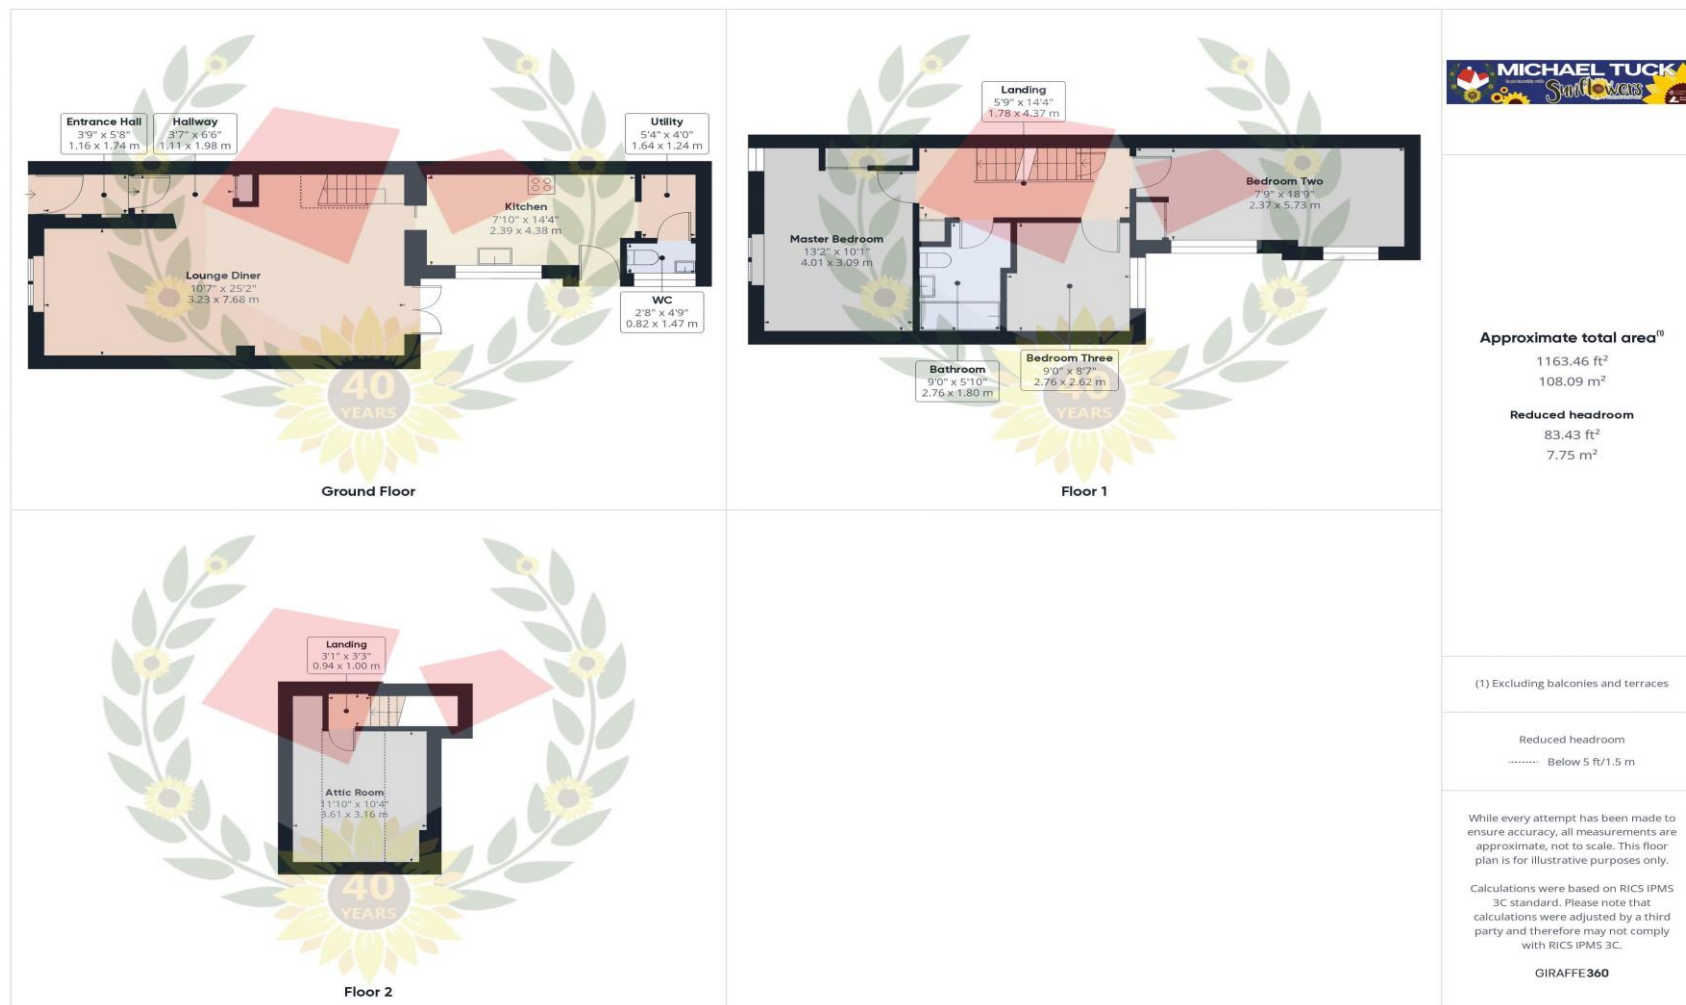 Entrance Hall
3'9" x 5'8"
1.16 x 1.74 m
Hallway
3'7" x 6'6"
1.11 x 1.98 m
Utility
5'4" x 4'0"
1.64 x 1.24 m
Kitchen
7'10" x 14'4"
2.39 x 4.38 m
Lounge Diner
10'7" x 25'2"
3.23 x 7.68 m
WC
2'8" x 4'9"
0.82 x 1.47 m
40
YEARS
Ground Floor
Landing
5'9" x 14'4"
1.78 x 4.37 m
Bedroom Two
7'9" x 18'9"
2.37 x 5.73 m
Master Bedroom
13'2" x 10'1"
4.01 x 3.09 m
Bedroom Three
9'0" x 8'7"
2.76 x 2.62 m
Bathroom
9'0" x 5'10"
2.76 x 1.80 m
40
YEARS
Floor 1
Landing
3'1" x 3'3"
0.94 x 1.00 m
Attic Room
11'10" x 10'4"
3.61 x 3.16 m
40
YEARS
Floor 2
MICHAEL TUCK
Sunflowers
Approximate total area(1)
1163.46 ft²
108.09 m²
Reduced headroom
83.43 ft²
7.75 m²
(1) Excluding balconies and terraces
Reduced headroom
Below 5 ft/1.5 m
While every attempt has been made to
ensure accuracy, all measurements are
approximate, not to scale. This floor
plan is for illustrative purposes only.
Calculations were based on RICS IPMS
3C standard. Please note that
calculations were adjusted by a third
party and therefore may not comply
with RICS IPMS 3C.
GIRAFFE360